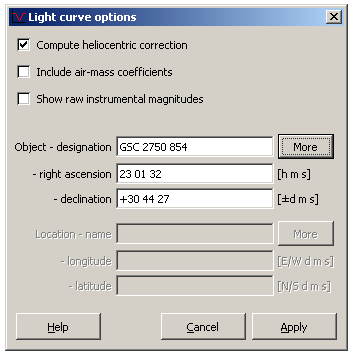 Light curve options
Compute heliocentric correction
Include air-mass coefficients
Show raw instrumental magnitudes
Object - designation GSC 2750 854 More
- right ascension 23 01 32 [h m s]
- declination +30 44 27 [±d m s]
Location - name More
- longitude [E/W d m s]
- latitude [N/S d m s]
Help Cancel Apply